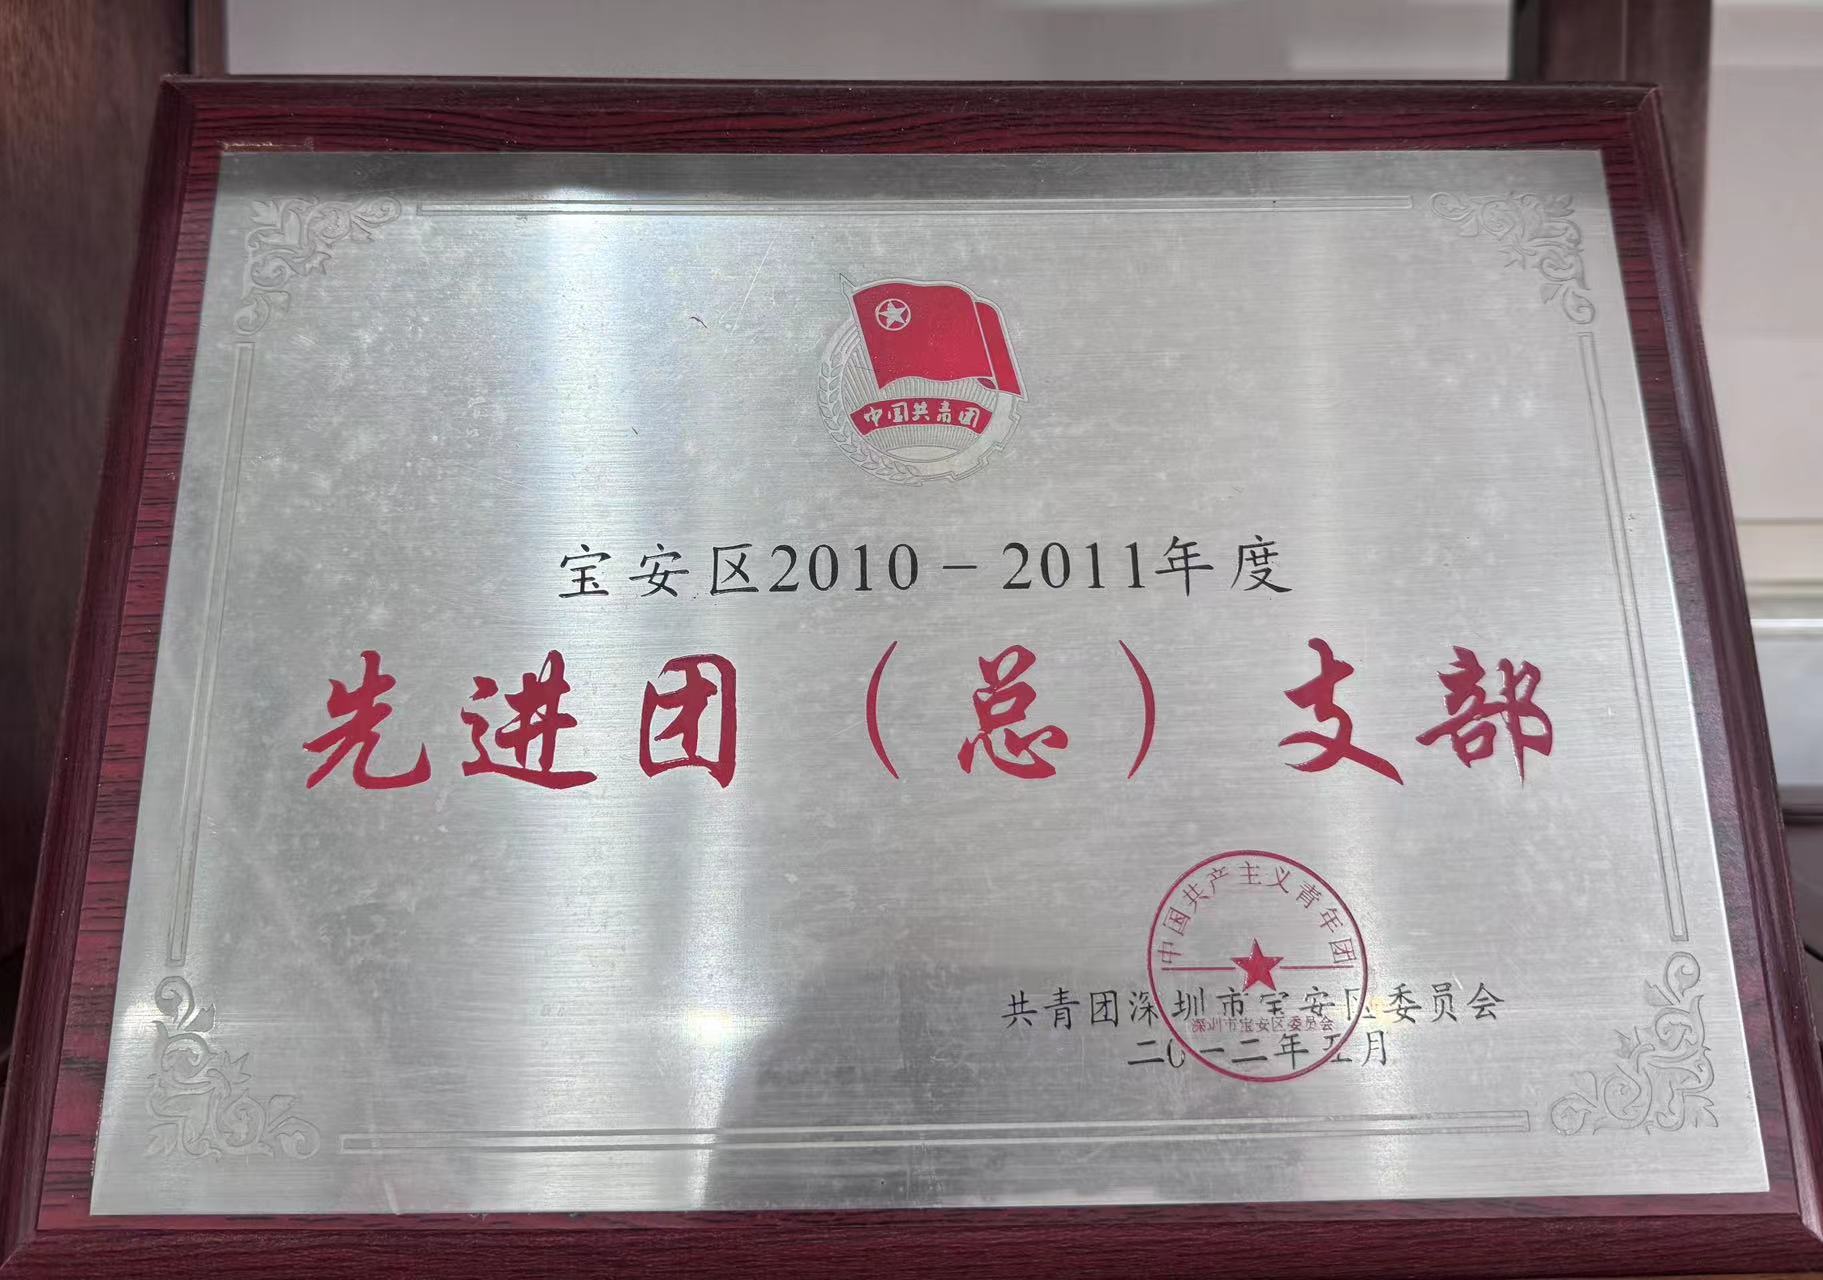 中国共青团
宝安区2010－2011年度
先进团（总）支部
中国共产主义青年团
共青团深圳市宝安区委员会
深圳市宝安区委员会
二0一二年五月